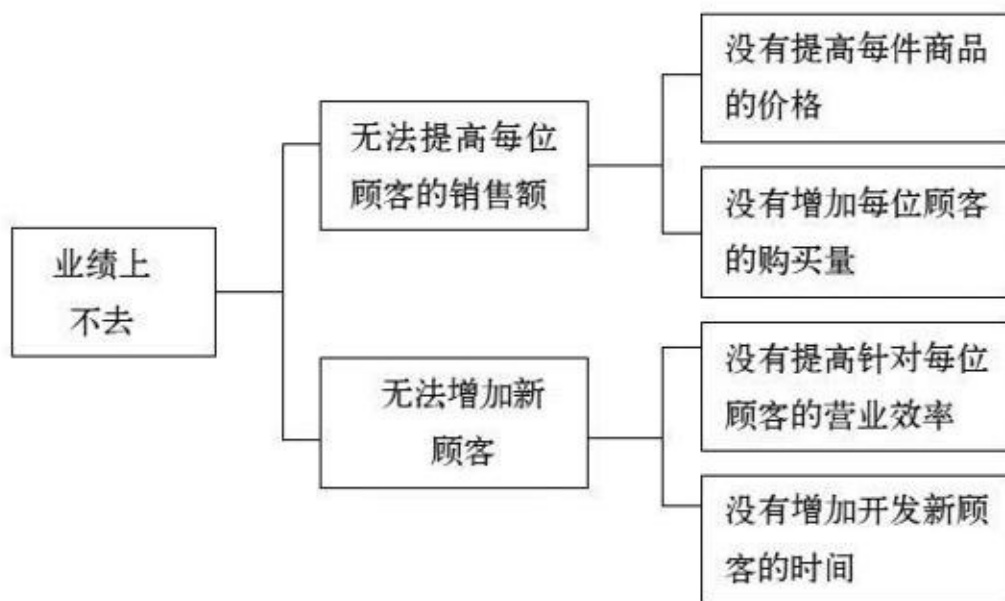 业绩上
不去
无法提高每位
顾客的销售额
没有提高每件商品
的价格
没有增加每位顾客
的购买量
无法增加新
顾客
没有提高针对每位
顾客的营业效率
没有增加开发新顾
客的时间